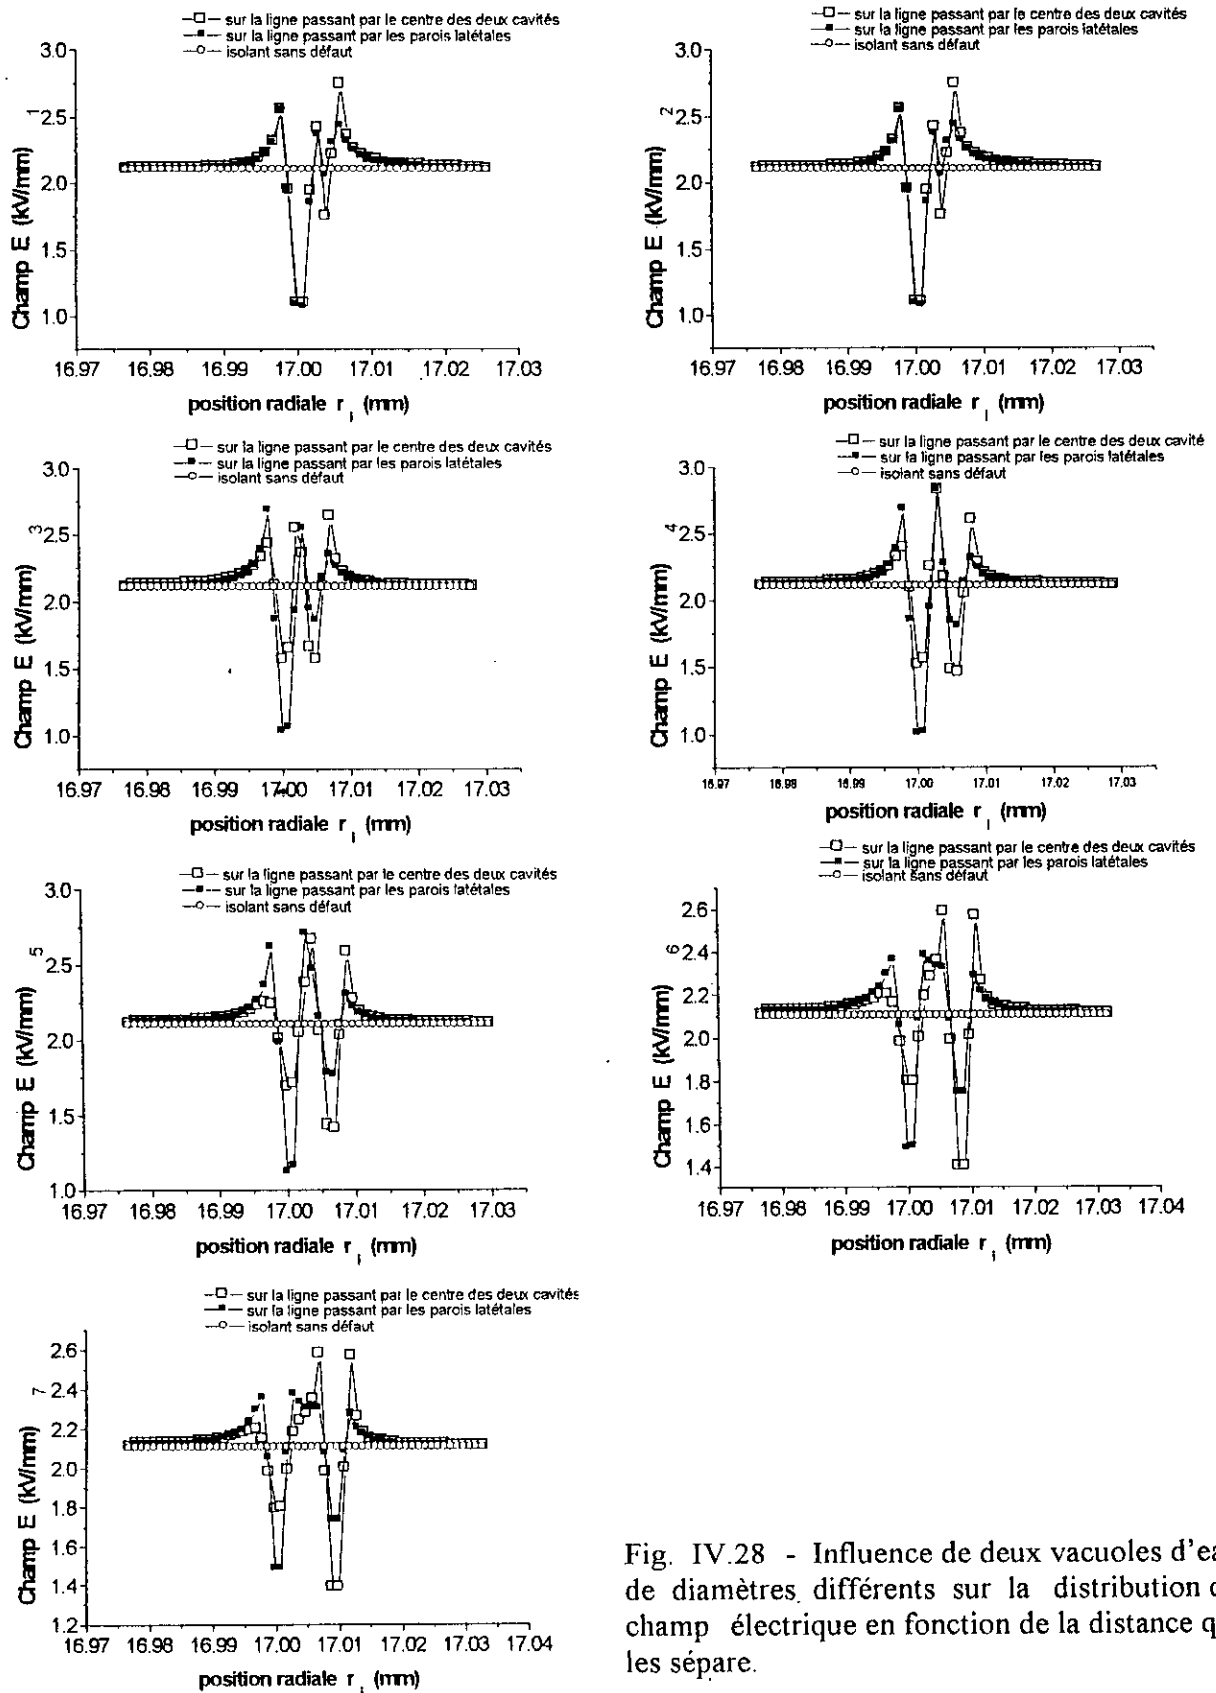 sur la ligne passant par le centre des deux cavités
sur la ligne passant par les parois latétales
isolant sans défaut
3.0
2.5
2.0
1.5
1.0
1
Champ E (kV/mm)
16.97 16.98 16.99 17.00 17.01 17.02 17.03
position radiale r i (mm)
sur la ligne passant par le centre des deux cavités
sur la ligne passant par les parois latétales
isolant sans défaut
3.0
2.5
2.0
1.5
1.0
2
Champ E (kV/mm)
16.97 16.98 16.99 17.00 17.01 17.02 17.03
position radiale r i (mm)
sur la ligne passant par le centre des deux cavités
sur la ligne passant par les parois latétales
isolant sans défaut
3.0
2.5
2.0
1.5
1.0
3
Champ E (kV/mm)
16.97 16.98 16.99 17.00 17.01 17.02 17.03
position radiale r i (mm)
sur la ligne passant par le centre des deux cavité
sur la ligne passant par les parois latétales
isolant sans défaut
3.0
2.5
2.0
1.5
1.0
4
Champ E (kV/mm)
16.97 16.98 16.99 17.00 17.01 17.02 17.03
position radiale r i (mm)
sur la ligne passant par le centre des deux cavités
sur la ligne passant par les parois latétales
isolant sans défaut
3.0
2.5
2.0
1.5
1.0
5
Champ E (kV/mm)
16.97 16.98 16.99 17.00 17.01 17.02 17.03
position radiale r i (mm)
sur la ligne passant par le centre des deux cavités
sur la ligne passant par les parois latétales
isolant sans défaut
2.6
2.4
2.2
2.0
1.8
1.6
1.4
6
Champ E (kV/mm)
16.97 16.98 16.99 17.00 17.01 17.02 17.03 17.04
position radiale r i (mm)
sur la ligne passant par le centre des deux cavités
sur la ligne passant par les parois latétales
isolant sans défaut
2.6
2.4
2.2
2.0
1.8
1.6
1.4
1.2
7
Champ E (kV/mm)
16.97 16.98 16.99 17.00 17.01 17.02 17.03 17.04
position radiale r i (mm)
Fig. IV.28 - Influence de deux vacuoles d'ea
de diamètres différents sur la distribution d
champ électrique en fonction de la distance q
les sépare.